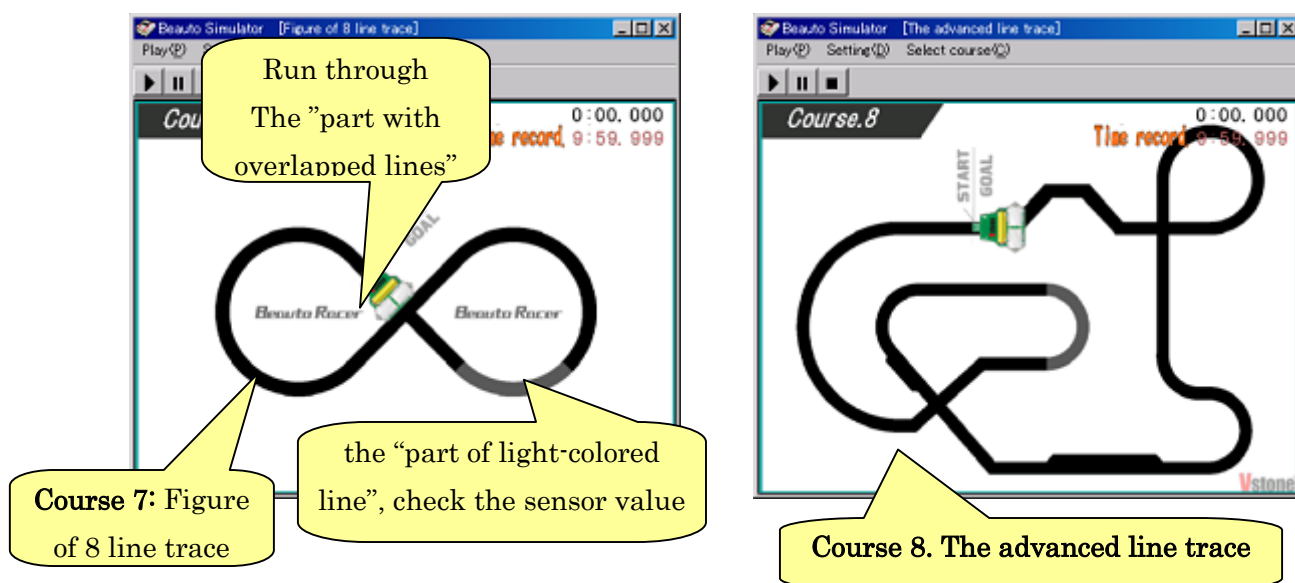 Beauto Simulator [Figure of 8 line trace]
Play(P) S
Cou
0:00. 000
me record. 9:59. 999
Run through
The ”part with
overlapped lines”
GOAL
Beauto Racer
Beauto Racer
the “part of light-colored
line”, check the sensor value
Course 7: Figure
of 8 line trace
Beauto Simulator [The advanced line trace]
Play(P) Setting(D) Select course(C)
Course.8
0:00. 000
Time record. 9:59. 999
START
GOAL
Vstone
Course 8. The advanced line trace